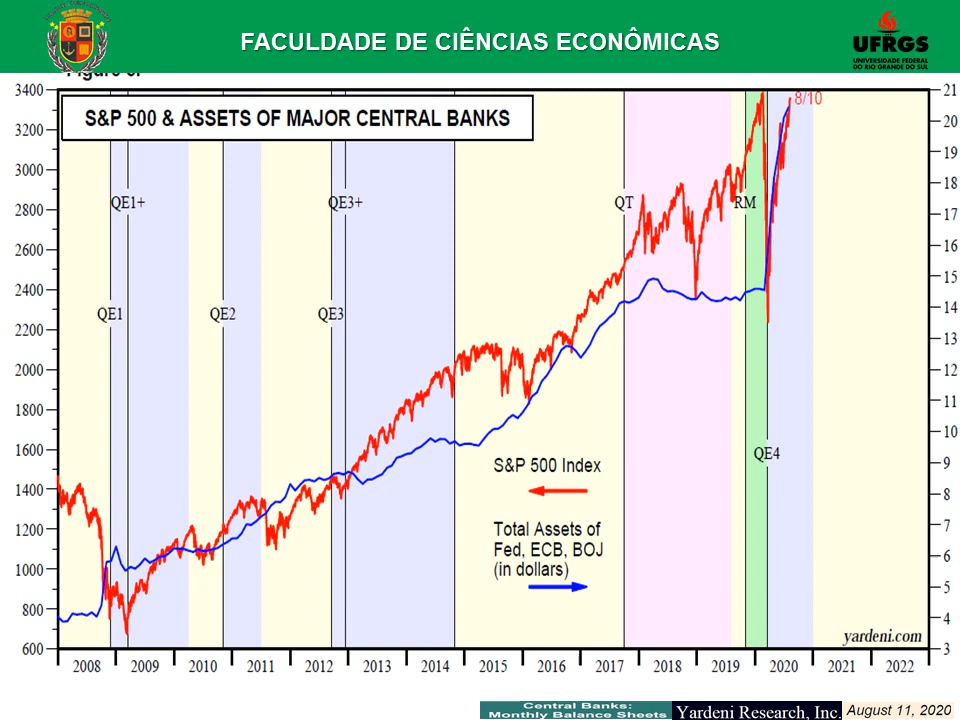 FACULDADE DE CIÊNCIAS ECONÔMICAS
UFRGS
UNIVERSIDADE FEDERAL
DO RIO GRANDE DO SUL
S&P 500 & ASSETS OF MAJOR CENTRAL BANKS
8/10
3400
3200
3000
2800
2600
2400
2200
2000
1800
1600
1400
1200
1000
800
600
21
20
19
18
17
16
15
14
13
12
11
10
9
8
7
6
5
4
3
QE1+
QE3+
QT
RM
QE1
QE2
QE3
QE4
S&P 500 Index
Total Assets of
Fed, ECB, BOJ
(in dollars)
yardeni.com
2008 2009 2010 2011 2012 2013 2014 2015 2016 2017 2018 2019 2020 2021 2022
Central Banks:
Monthly Balance Sheets
Yardeni Research, Inc.
August 11, 2020